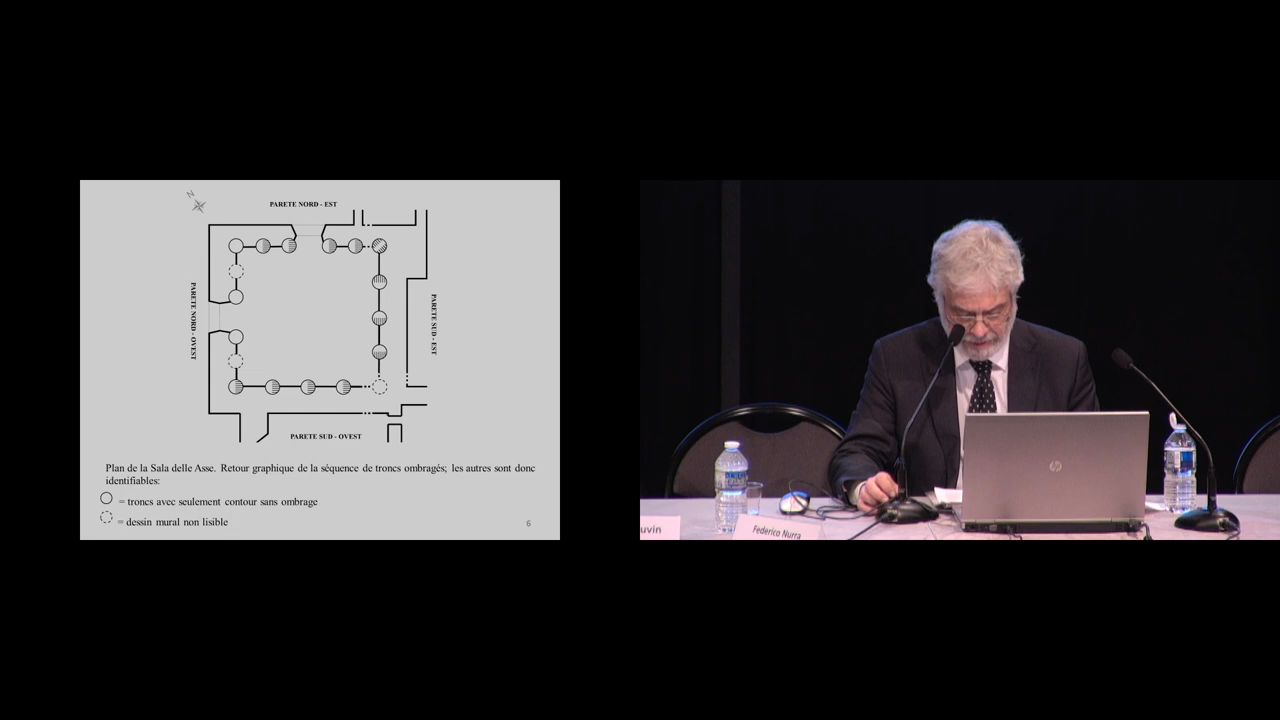 N
PARETE NORD - EST
PARETE NORD - OVEST
PARETE SUD - EST
PARETE SUD - OVEST
Plan de la Sala delle Asse. Retour graphique de la séquence de troncs ombragés; les autres sont donc
identifiables:
= troncs avec seulement contour sans ombrage
= dessin mural non lisible
6
uvin
Federico Nurra
hp